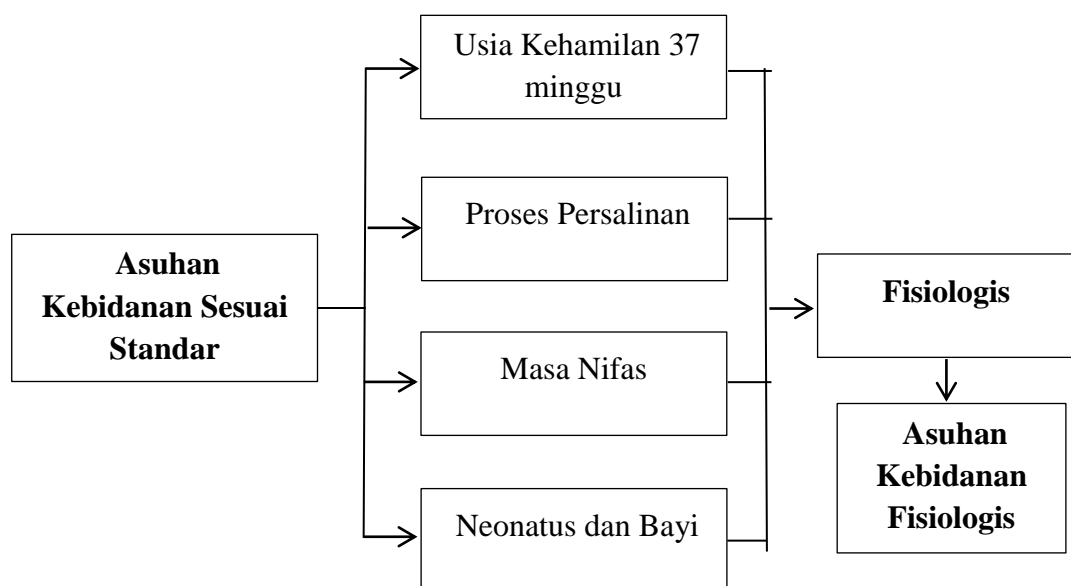 Usia Kehamilan 37
minggu
Proses Persalinan
Asuhan
Kebidanan Sesuai
Standar
Fisiologis
Masa Nifas
Asuhan
Kebidanan
Fisiologis
Neonatus dan Bayi